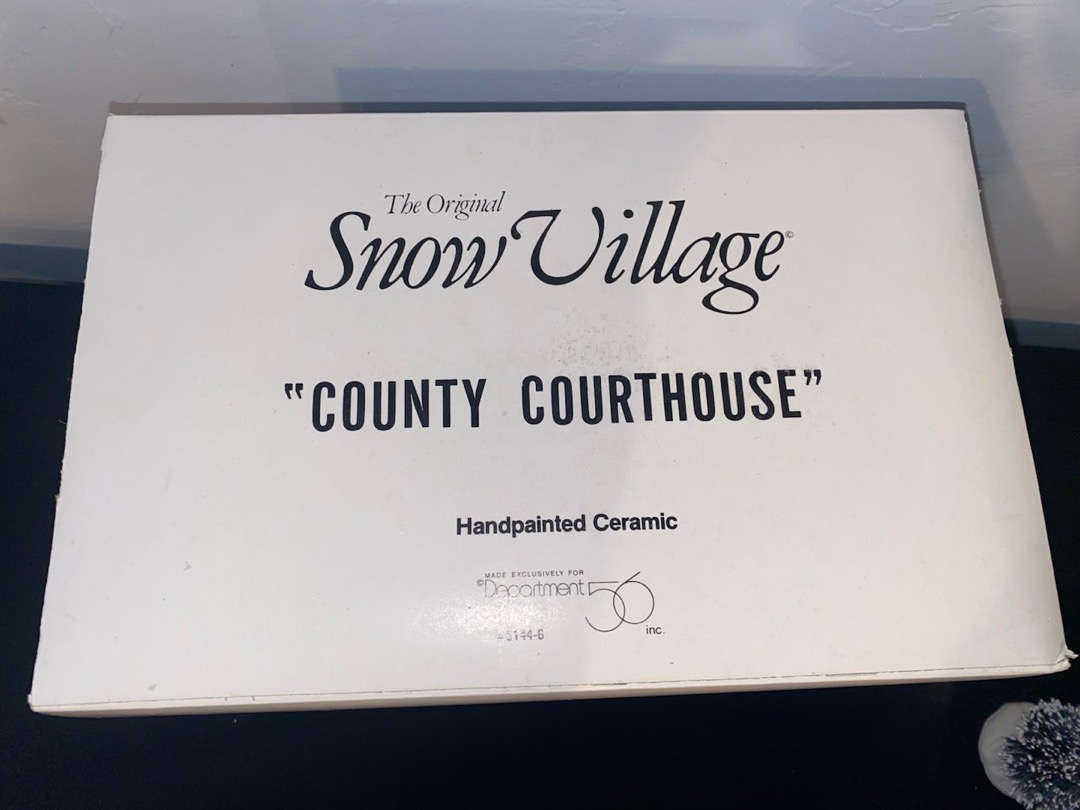 The Original
Snow Village©
"COUNTY COURTHOUSE"
Handpainted Ceramic
MADE EXCLUSIVELY FOR
©Department 56
inc.
#5144-6